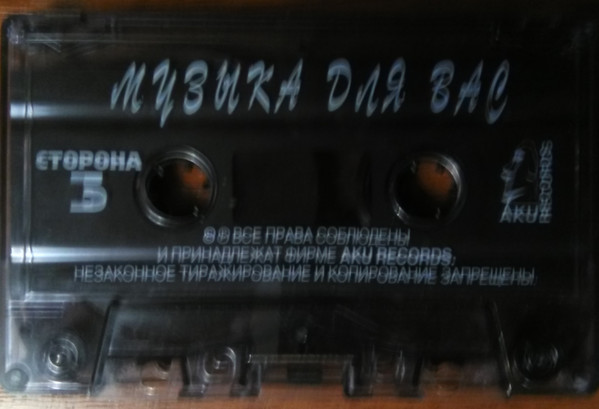 МУЗЫКА ДЛЯ ВАС
СТОРОНА
AKU RECORDS
℗ © ВСЕ ПРАВА СОБЛЮДЕНЫ
И ПРИНАДЛЕЖАТ ФИРМЕ AKU RECORDS,
НЕЗАКОННОЕ ТИРАЖИРОВАНИЕ И КОПИРОВАНИЕ ЗАПРЕЩЕНЫ.